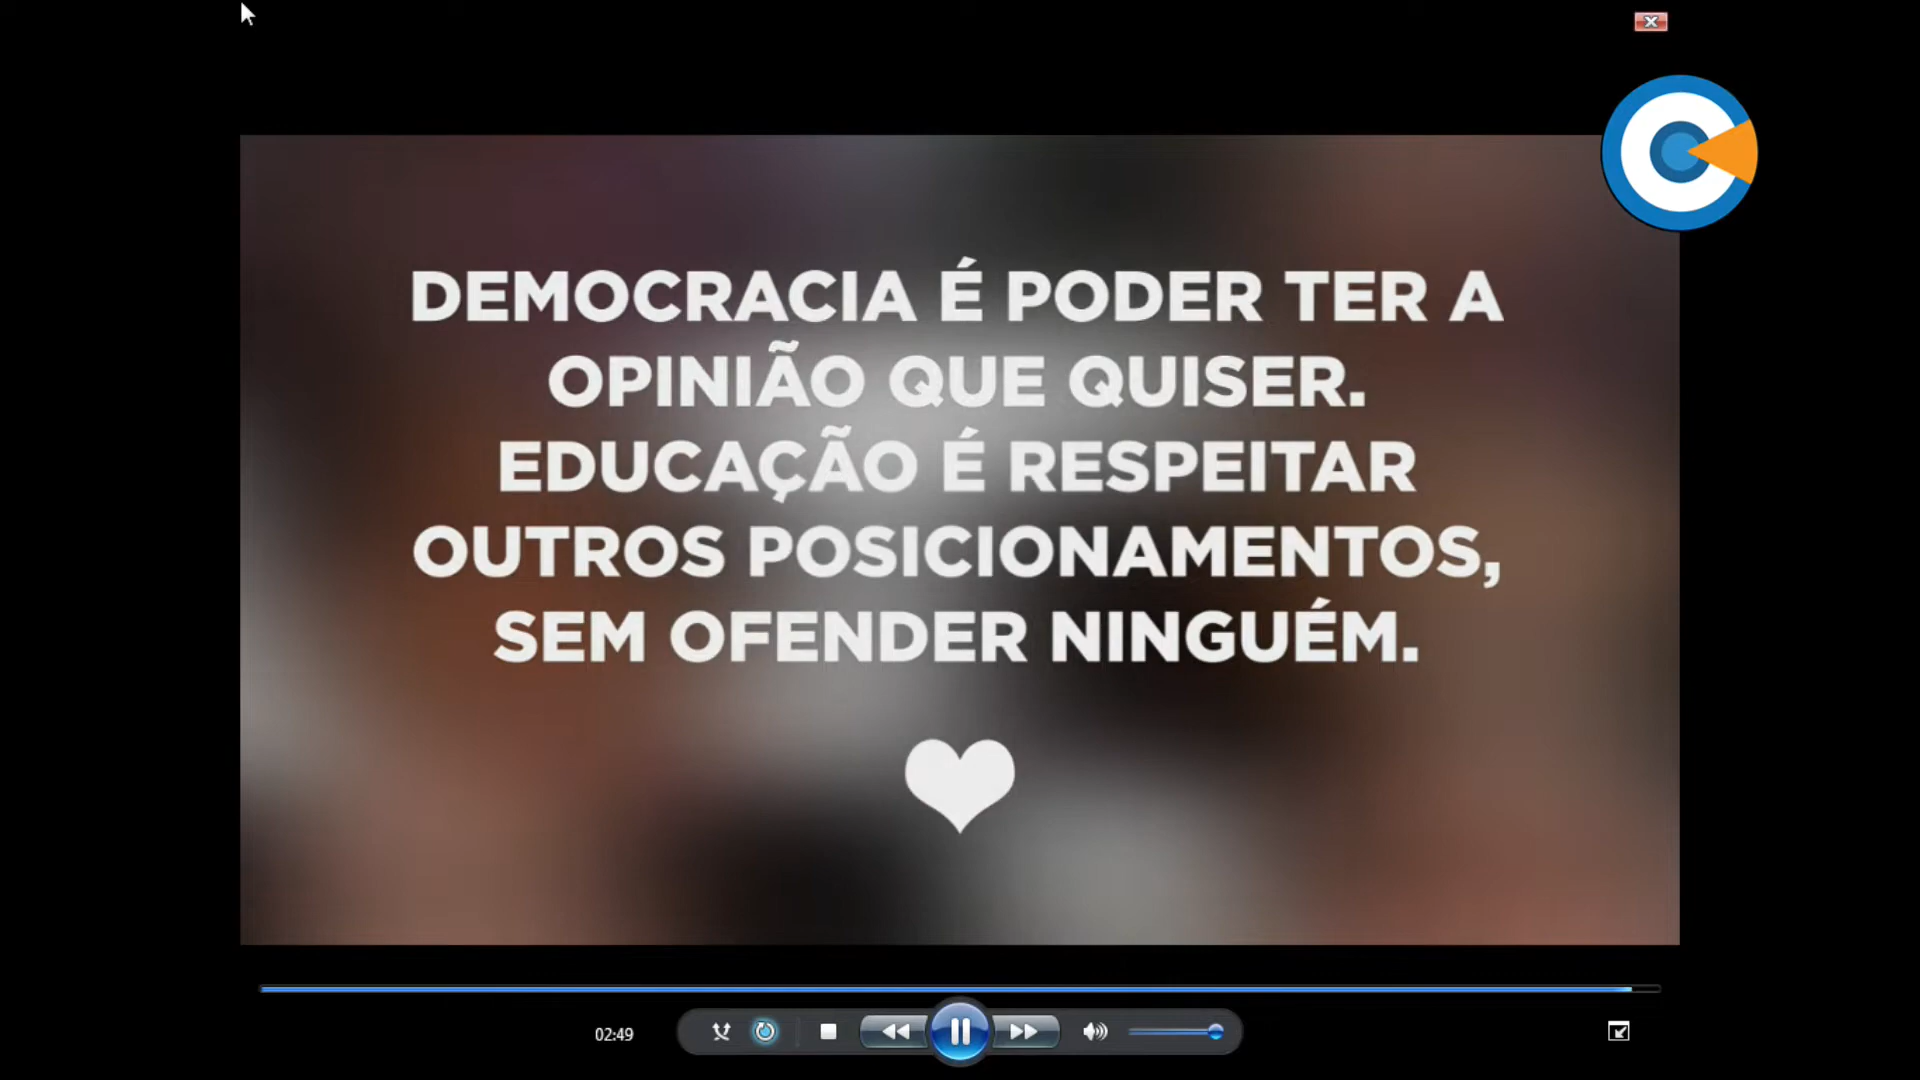 DEMOCRACIA É PODER TER A
OPINIÃO QUE QUISER.
EDUCAÇÃO É RESPEITAR
OUTROS POSICIONAMENTOS,
SEM OFENDER NINGUÉM.
02:49